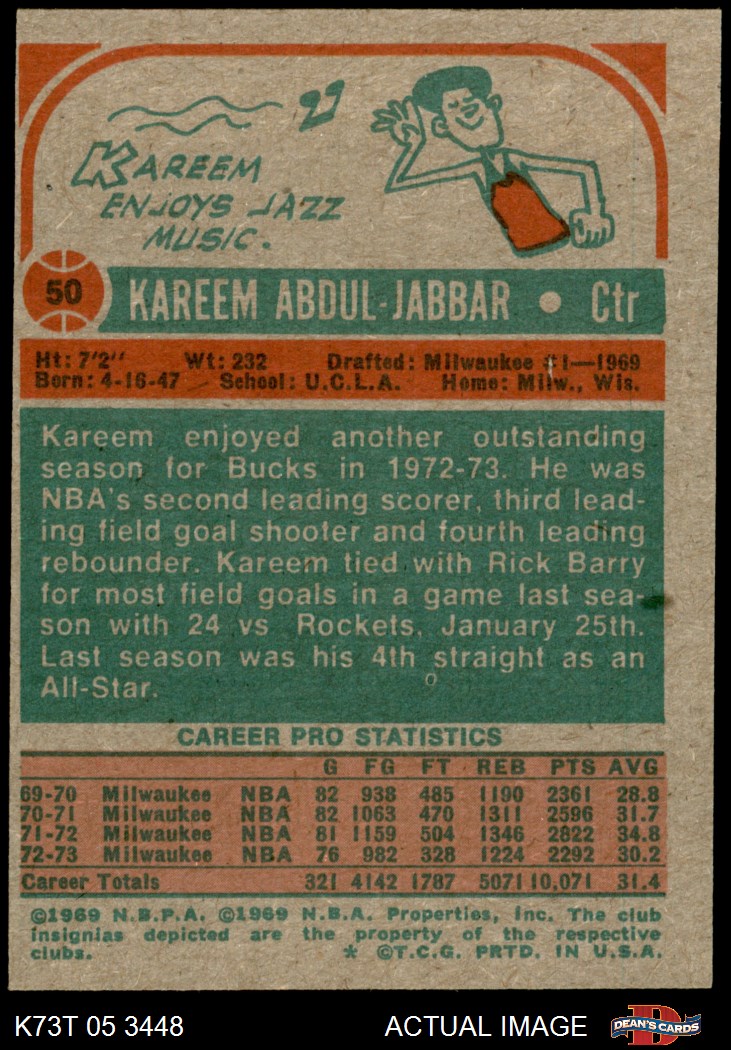 KAREEM
ENJOYS JAZZ
MUSIC.
50 KAREEM ABDUL-JABBAR • Ctr
Ht: 7'2" Wt: 232 Drafted: Milwaukee #1—1969
Born: 4-16-47 School: U.C.L.A. Home: Milw., Wis.
Kareem enjoyed another outstanding
season for Bucks in 1972-73. He was
NBA's second leading scorer, third lead-
ing field goal shooter and fourth leading
rebounder. Kareem tied with Rick Barry
for most field goals in a game last sea-
son with 24 vs Rockets, January 25th.
Last season was his 4th straight as an
All-Star.
CAREER PRO STATISTICS
G FG FT REB PTS AVG
69-70 Milwaukee NBA 82 938 485 1190 2361 28.8
70-71 Milwaukee NBA 82 1063 470 1311 2596 31.7
71-72 Milwaukee NBA 81 1159 504 1346 2822 34.8
72-73 Milwaukee NBA 76 982 328 1224 2292 30.2
Career Totals 321 4142 1787 5071 10,071 31.4
©1969 N.B.P.A. ©1969 N.B.A. Properties, Inc. The club
insignias depicted are the property of the respective
clubs. * ©T.C.G. PRTD. IN U.S.A.
K73T 05 3448 ACTUAL IMAGE D DEAN'S CARDS